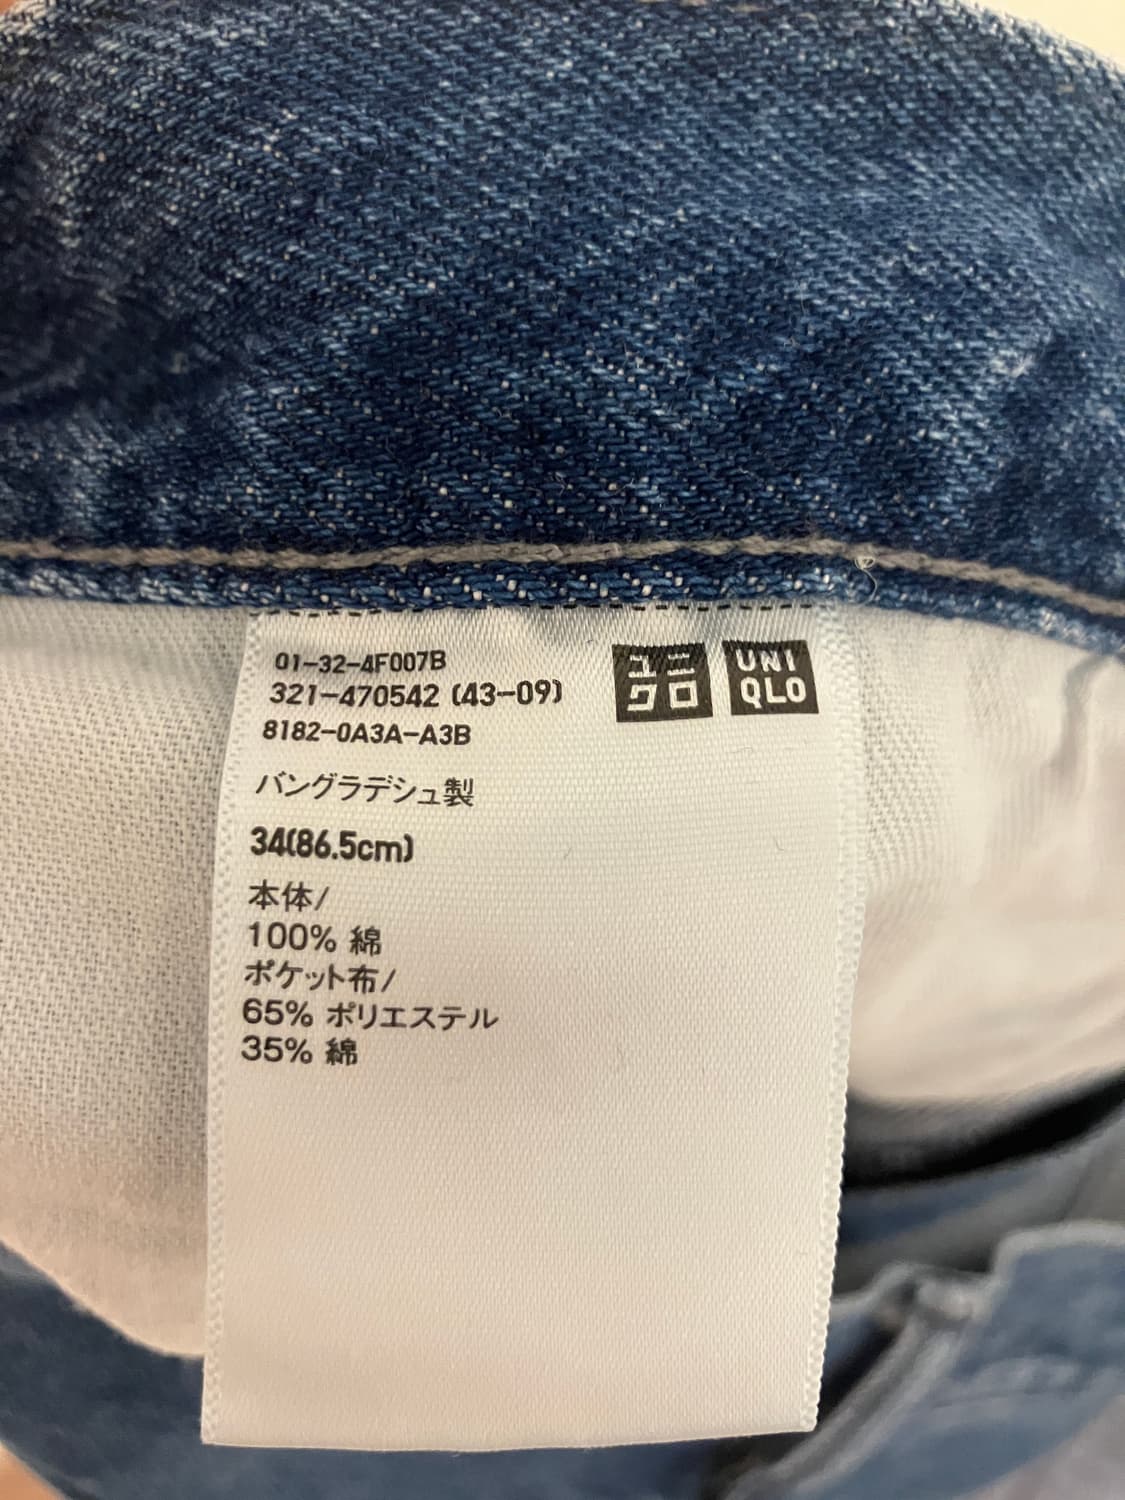 01-32-4F007B
321-470542 (43-09)
8182-0A3A-A3B
ユニ
クロ
UNI
QLO
バングラデシュ製
34(86.5cm)
本体/
100% 綿
ポケット布/
65% ポリエステル
35% 綿